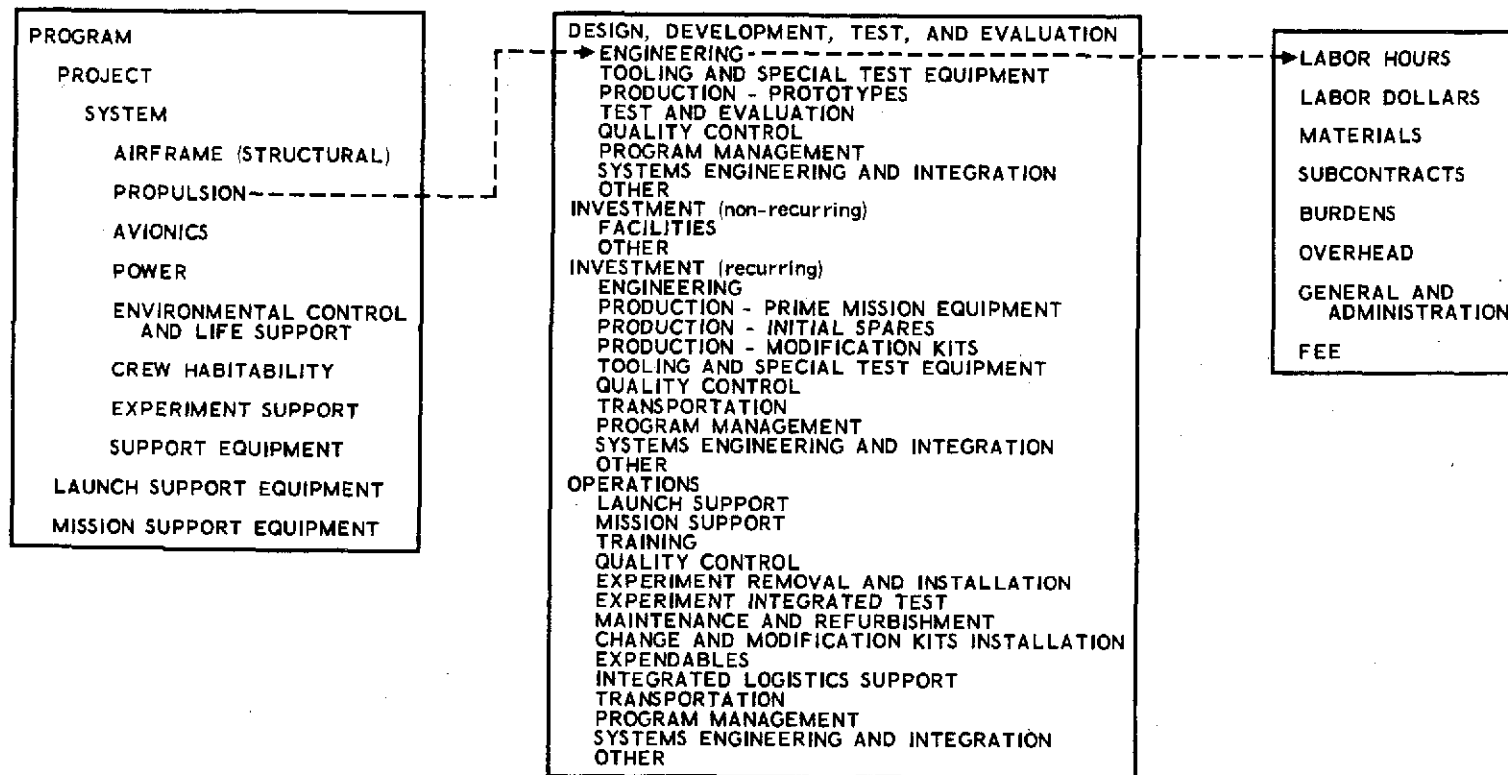 PROGRAM
PROJECT
SYSTEM
AIRFRAME (STRUCTURAL)
PROPULSION
AVIONICS
POWER
ENVIRONMENTAL CONTROL
AND LIFE SUPPORT
CREW HABITABILITY
EXPERIMENT SUPPORT
SUPPORT EQUIPMENT
LAUNCH SUPPORT EQUIPMENT
MISSION SUPPORT EQUIPMENT
DESIGN, DEVELOPMENT, TEST, AND EVALUATION
ENGINEERING
TOOLING AND SPECIAL TEST EQUIPMENT
PRODUCTION - PROTOTYPES
TEST AND EVALUATION
QUALITY CONTROL
PROGRAM MANAGEMENT
SYSTEMS ENGINEERING AND INTEGRATION
OTHER
INVESTMENT (non-recurring)
FACILITIES
OTHER
INVESTMENT (recurring)
ENGINEERING
PRODUCTION - PRIME MISSION EQUIPMENT
PRODUCTION - INITIAL SPARES
PRODUCTION - MODIFICATION KITS
TOOLING AND SPECIAL TEST EQUIPMENT
QUALITY CONTROL
TRANSPORTATION
PROGRAM MANAGEMENT
SYSTEMS ENGINEERING AND INTEGRATION
OTHER
OPERATIONS
LAUNCH SUPPORT
MISSION SUPPORT
TRAINING
QUALITY CONTROL
EXPERIMENT REMOVAL AND INSTALLATION
EXPERIMENT INTEGRATED TEST
MAINTENANCE AND REFURBISHMENT
CHANGE AND MODIFICATION KITS INSTALLATION
EXPENDABLES
INTEGRATED LOGISTICS SUPPORT
TRANSPORTATION
PROGRAM MANAGEMENT
SYSTEMS ENGINEERING AND INTEGRATION
OTHER
LABOR HOURS
LABOR DOLLARS
MATERIALS
SUBCONTRACTS
BURDENS
OVERHEAD
GENERAL AND
ADMINISTRATION
FEE